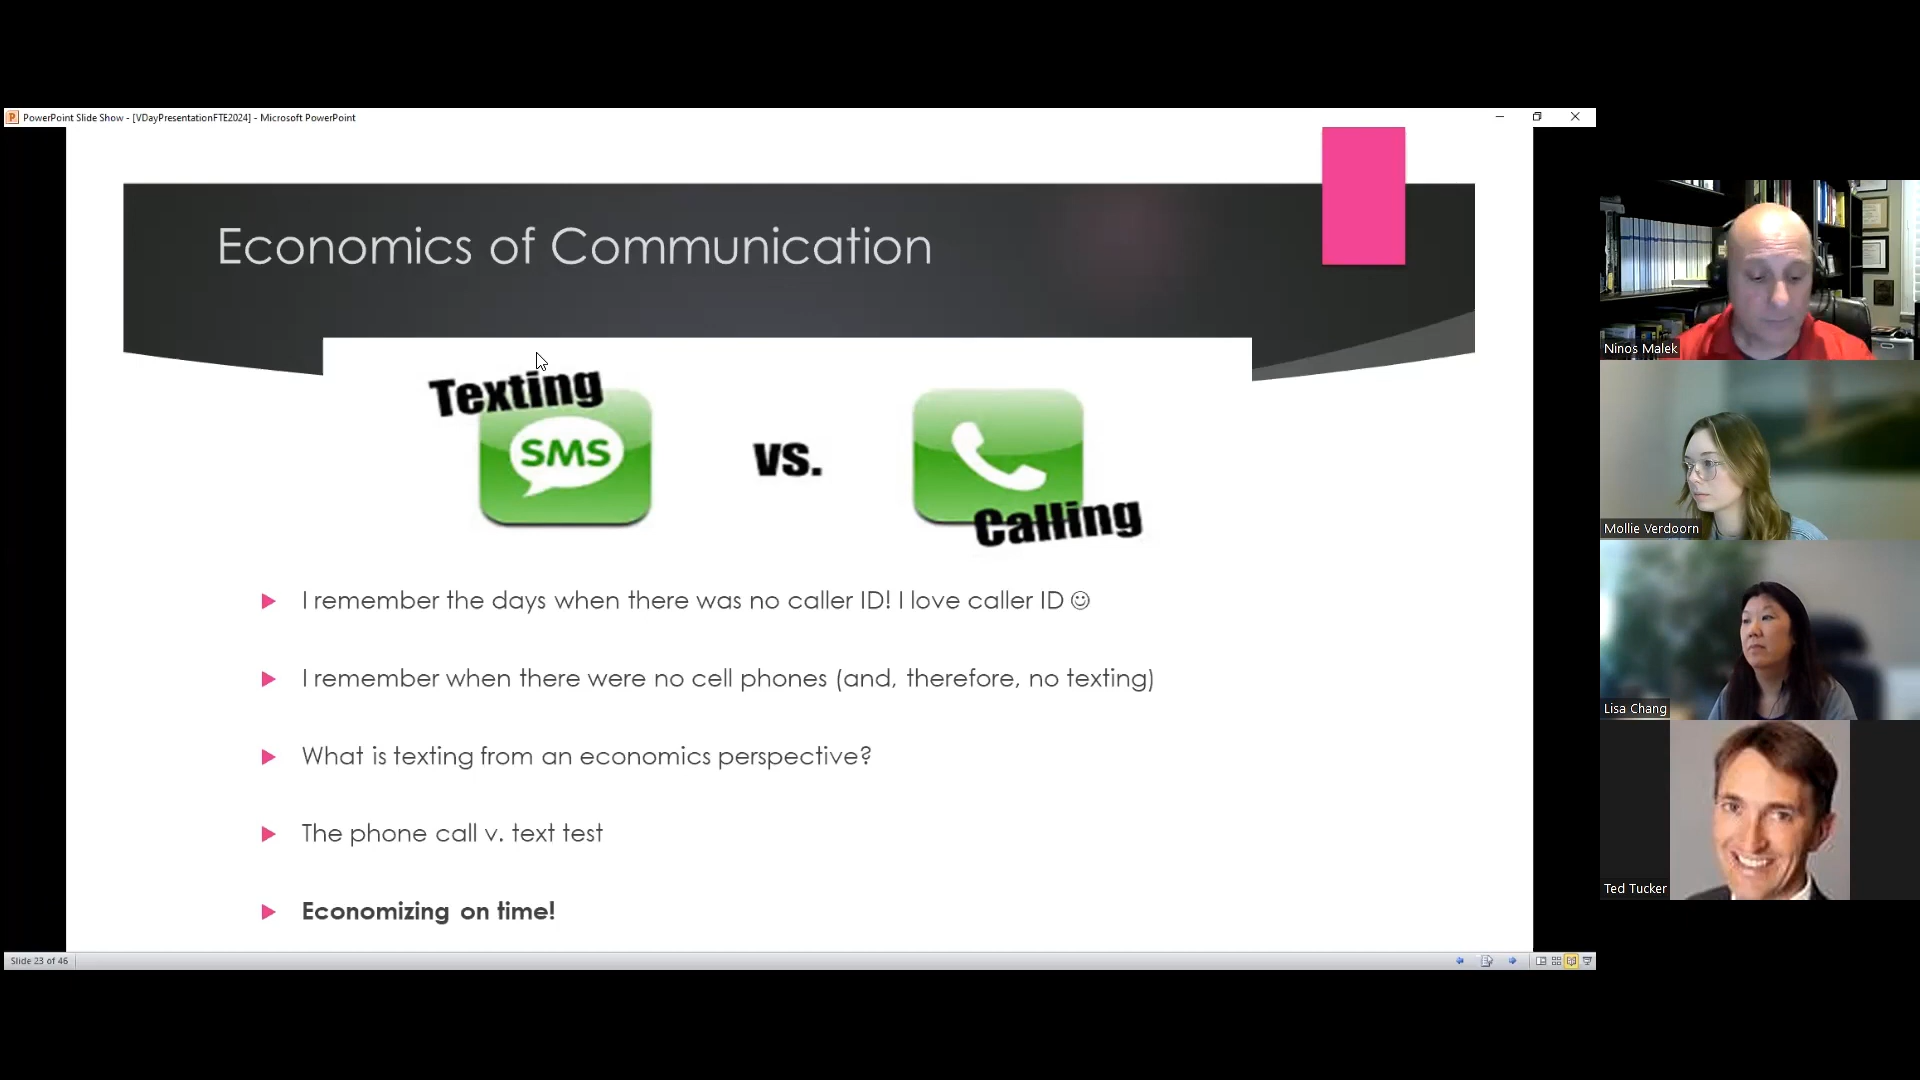 PowerPoint Slide Show - [VDayPresentationFTE2024] - Microsoft PowerPoint
Economics of Communication
Texting
SMS
vs.
Calling
I remember the days when there was no caller ID! I love caller ID ☺
I remember when there were no cell phones (and, therefore, no texting)
What is texting from an economics perspective?
The phone call v. text test
Economizing on time!
Slide 23 of 46
Ninos Malek
Mollie Verdoorn
Lisa Chang
Ted Tucker